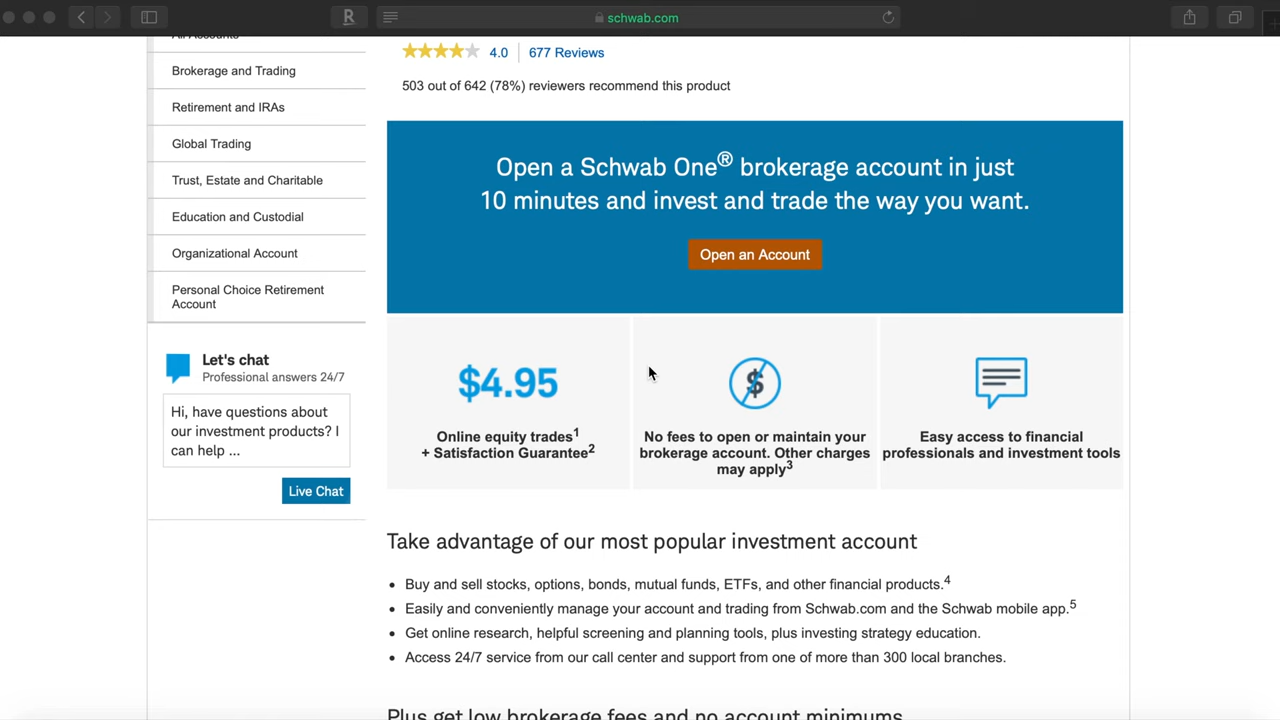 schwab.com
All Accounts
Brokerage and Trading
Retirement and IRAs
Global Trading
Trust, Estate and Charitable
Education and Custodial
Organizational Account
Personal Choice Retirement
Account
Let's chat
Professional answers 24/7
Hi, have questions about
our investment products? I
can help ...
Live Chat
4.0 677 Reviews
503 out of 642 (78%) reviewers recommend this product
Open a Schwab One® brokerage account in just
10 minutes and invest and trade the way you want.
Open an Account
$4.95
Online equity trades1
+ Satisfaction Guarantee2
$
No fees to open or maintain your
brokerage account. Other charges
may apply3
Easy access to financial
professionals and investment tools
Take advantage of our most popular investment account
• Buy and sell stocks, options, bonds, mutual funds, ETFs, and other financial products.4
• Easily and conveniently manage your account and trading from Schwab.com and the Schwab mobile app.5
• Get online research, helpful screening and planning tools, plus investing strategy education.
• Access 24/7 service from our call center and support from one of more than 300 local branches.
Plus get low brokerage fees and no account minimums